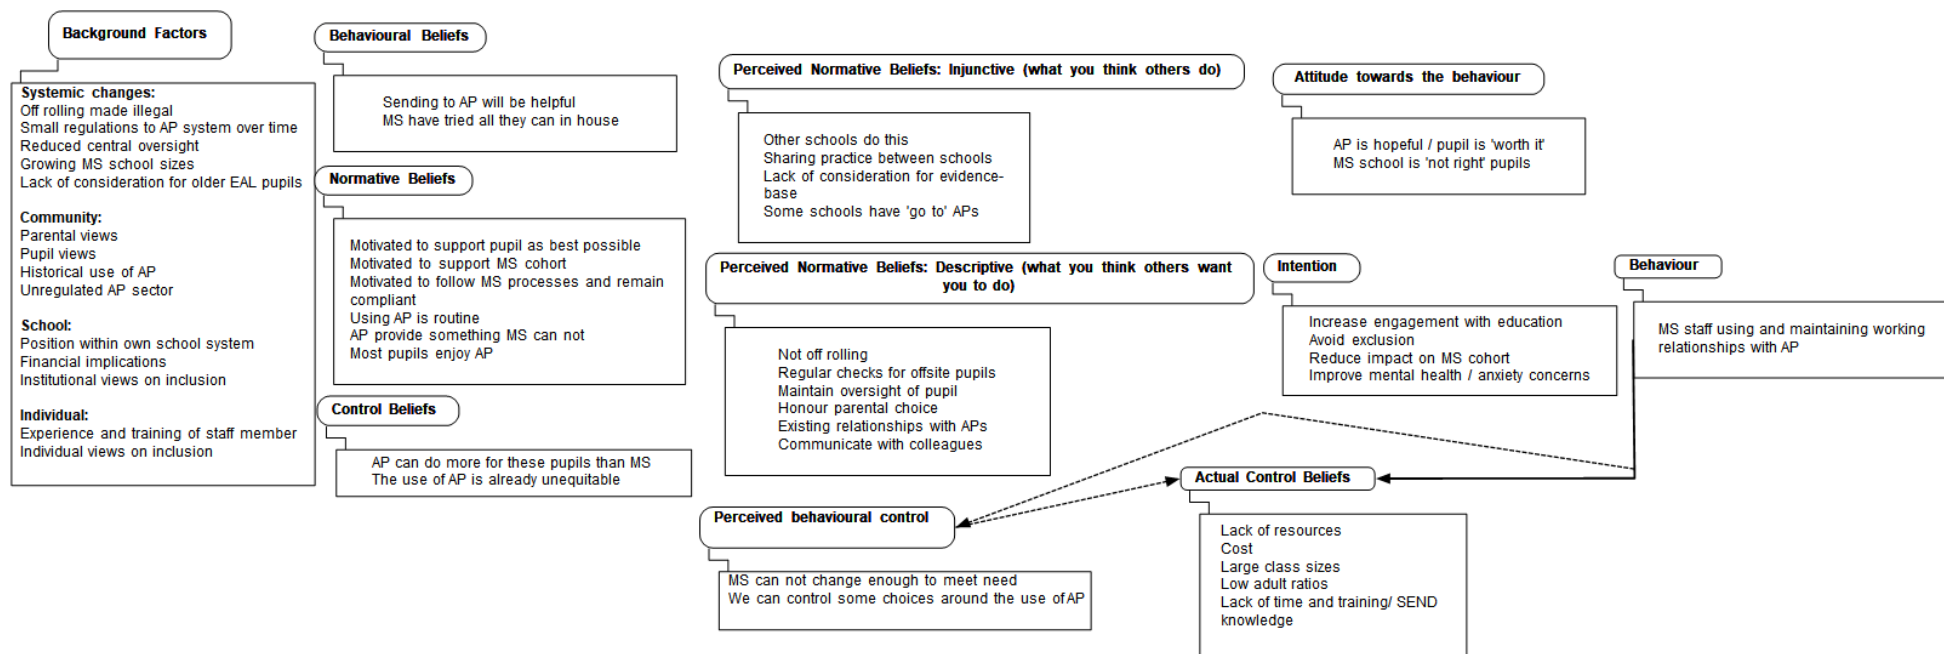 Background Factors
Systemic changes:
Off rolling made illegal
Small regulations to AP system over time
Reduced central oversight
Growing MS school sizes
Lack of consideration for older EAL pupils
Community:
Parental views
Pupil views
Historical use of AP
Unregulated AP sector
School:
Position within own school system
Financial implications
Institutional views on inclusion
Individual:
Experience and training of staff member
Individual views on inclusion
Behavioural Beliefs
Sending to AP will be helpful
MS have tried all they can in house
Normative Beliefs
Motivated to support pupil as best possible
Motivated to support MS cohort
Motivated to follow MS processes and remain
compliant
Using AP is routine
AP provide something MS can not
Most pupils enjoy AP
Control Beliefs
AP can do more for these pupils than MS
The use of AP is already unequitable
Perceived Normative Beliefs: Injunctive (what you think others do)
Other schools do this
Sharing practice between schools
Lack of consideration for evidence-
base
Some schools have 'go to' APs
Perceived Normative Beliefs: Descriptive (what you think others want
you to do)
Not off rolling
Regular checks for offsite pupils
Maintain oversight of pupil
Honour parental choice
Existing relationships with APs
Communicate with colleagues
Perceived behavioural control
MS can not change enough to meet need
We can control some choices around the use of AP
Attitude towards the behaviour
AP is hopeful / pupil is 'worth it'
MS school is 'not right' pupils
Intention
Increase engagement with education
Avoid exclusion
Reduce impact on MS cohort
Improve mental health / anxiety concerns
Behaviour
MS staff using and maintaining working
relationships with AP
Actual Control Beliefs
Lack of resources
Cost
Large class sizes
Low adult ratios
Lack of time and training/ SEND
knowledge